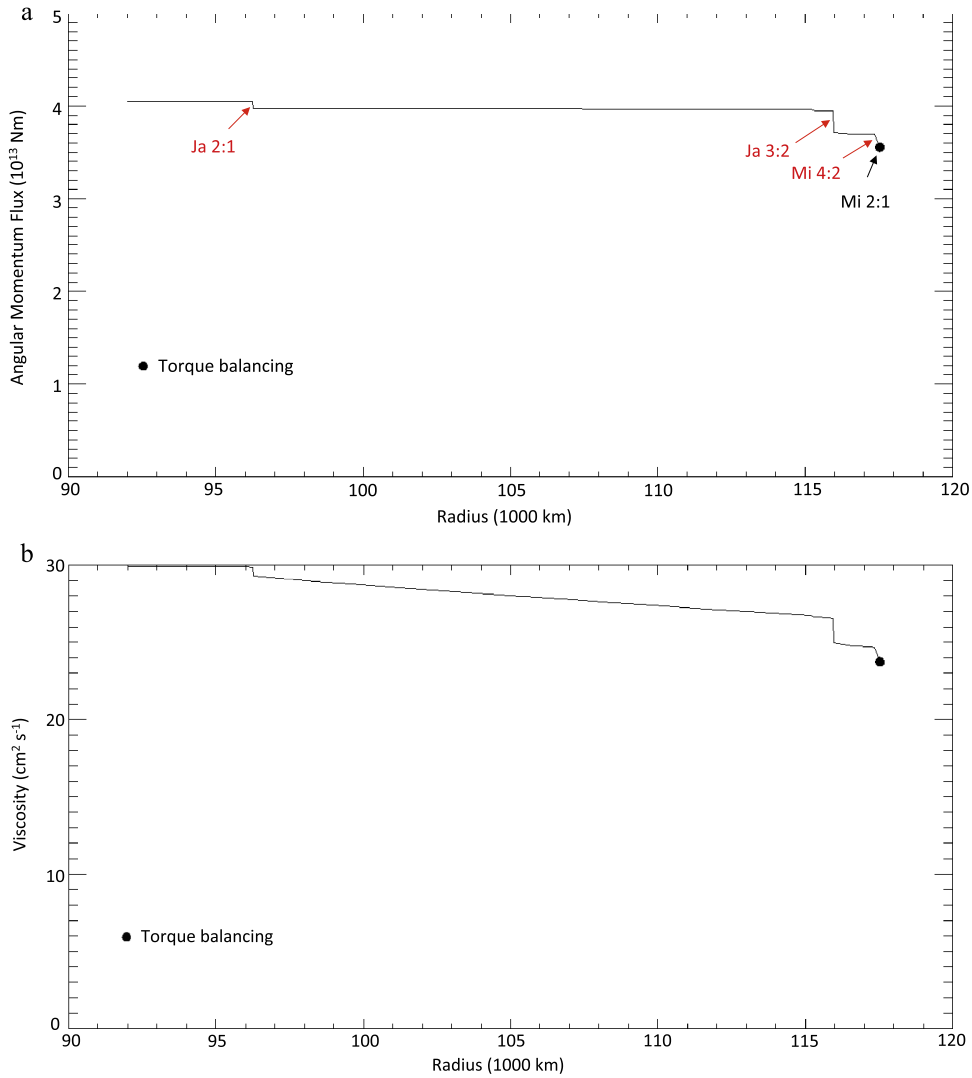 a
5
4
3
2
1
0
Angular Momentum Flux (10¹³ Nm)
Ja 2:1
Ja 3:2
Mi 4:2
Mi 2:1
Torque balancing
90 95 100 105 110 115 120
Radius (1000 km)
b
30
20
10
0
Viscosity (cm² s⁻¹)
Torque balancing
90 95 100 105 110 115 120
Radius (1000 km)